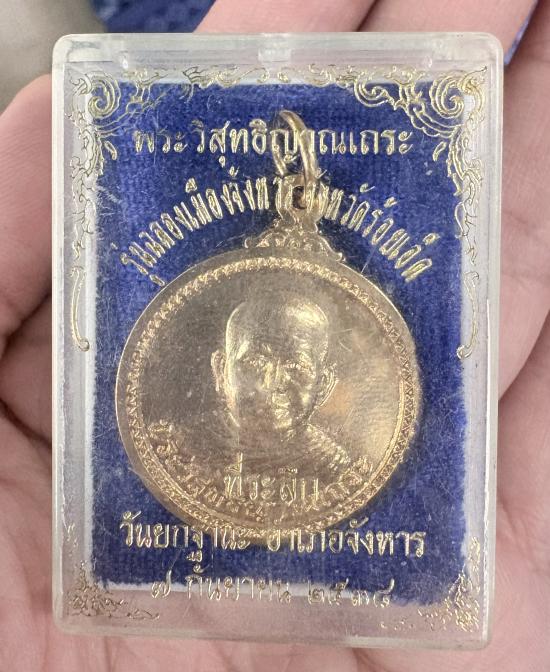 พระวิสุทธิญาณเถระ
รุ่นฉลองเมืองจังหาร จังหวัดร้อยเอ็ด
ที่ระลึก
วันยกฐานะ อำเภอจังหาร
๗ กันยายน ๒๕๓๘